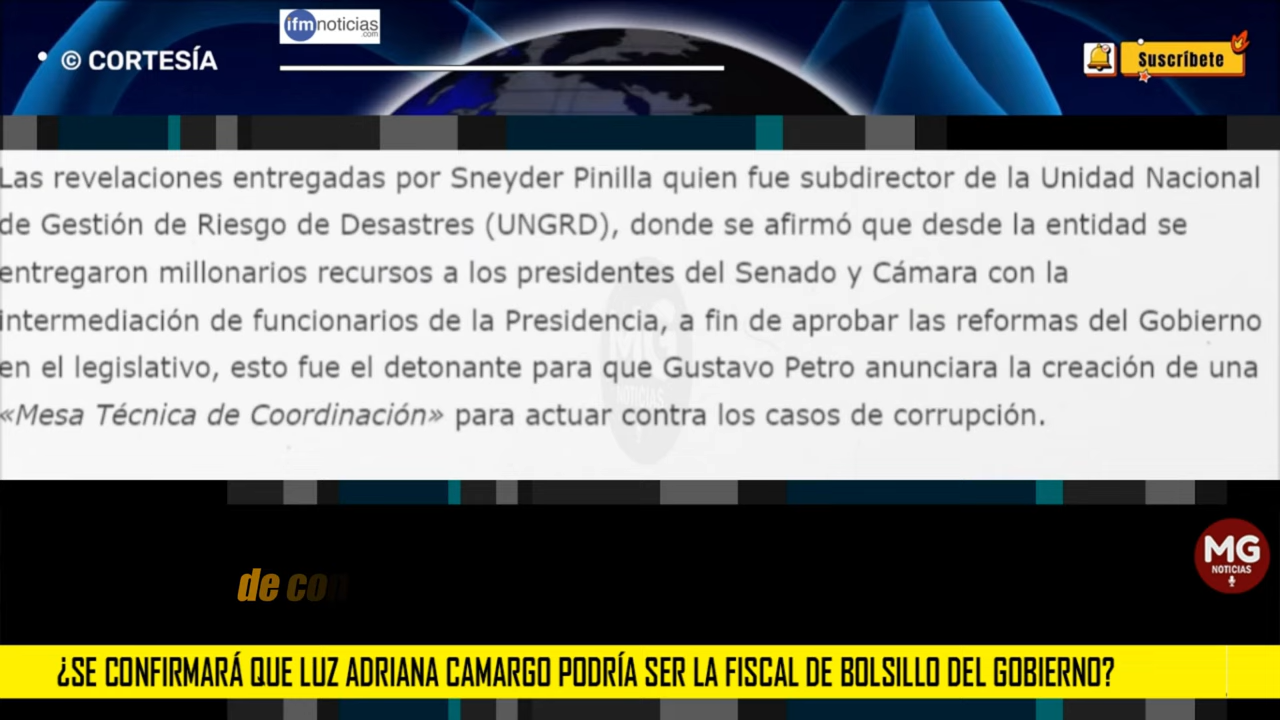 ifmnoticias
.com
© CORTESÍA
Suscríbete
Las revelaciones entregadas por Sneyder Pinilla quien fue subdirector de la Unidad Nacional
de Gestión de Riesgo de Desastres (UNGRD), donde se afirmó que desde la entidad se
entregaron millonarios recursos a los presidentes del Senado y Cámara con la
intermediación de funcionarios de la Presidencia, a fin de aprobar las reformas del Gobierno
en el legislativo, esto fue el detonante para que Gustavo Petro anunciara la creación de una
«Mesa Técnica de Coordinación» para actuar contra los casos de corrupción.
MG
NOTICIAS
MG
NOTICIAS
de con
¿SE CONFIRMARÁ QUE LUZ ADRIANA CAMARGO PODRÍA SER LA FISCAL DE BOLSILLO DEL GOBIERNO?